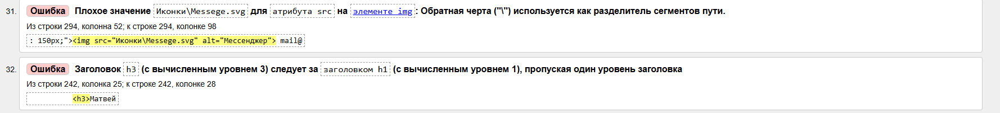 31. Ошибка Плохое значение Иконки\Messege.svg для атрибута src на элементе img: Обратная черта ("\") используется как разделитель сегментов пути.
Из строки 294, колонна 52; к строке 294, колонке 98
: 150px;"><img src="Иконки\Messege.svg" alt="Мессенджер"> mail@
32. Ошибка Заголовок h3 (с вычисленным уровнем 3) следует за заголовком h1 (с вычисленным уровнем 1), пропуская один уровень заголовка
Из строки 242, колонка 25; к строке 242, колонке 28
<h3>Матвей